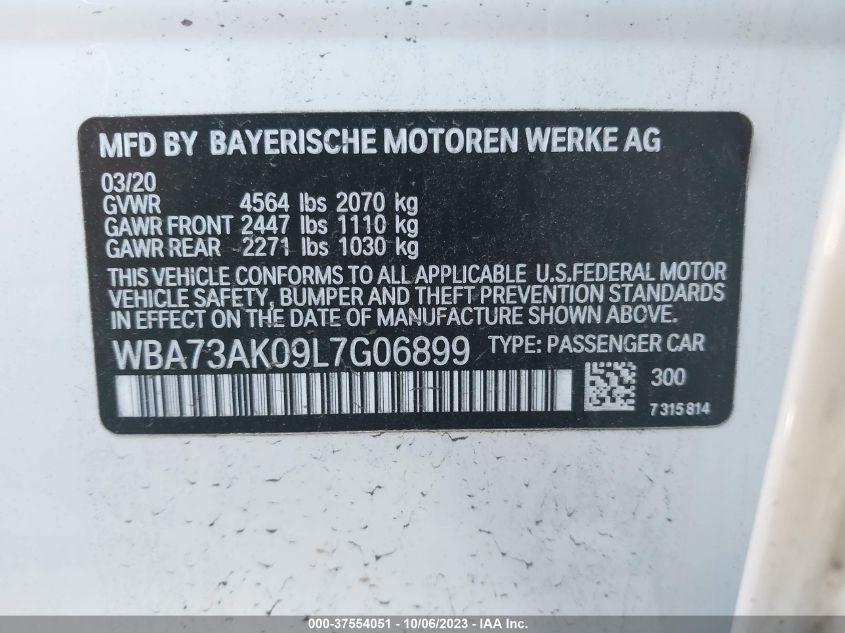 MFD BY BAYERISCHE MOTOREN WERKE AG
03/20
GVWR 4564 lbs 2070 kg
GAWR FRONT 2447 lbs 1110 kg
GAWR REAR 2271 lbs 1030 kg
THIS VEHICLE CONFORMS TO ALL APPLICABLE U.S.FEDERAL MOTOR
VEHICLE SAFETY, BUMPER AND THEFT PREVENTION STANDARDS
IN EFFECT ON THE DATE OF MANUFACTURE SHOWN ABOVE.
WBA73AK09L7G06899 TYPE: PASSENGER CAR
300
7315814
000-37554051 - 10/06/2023 - IAA Inc.